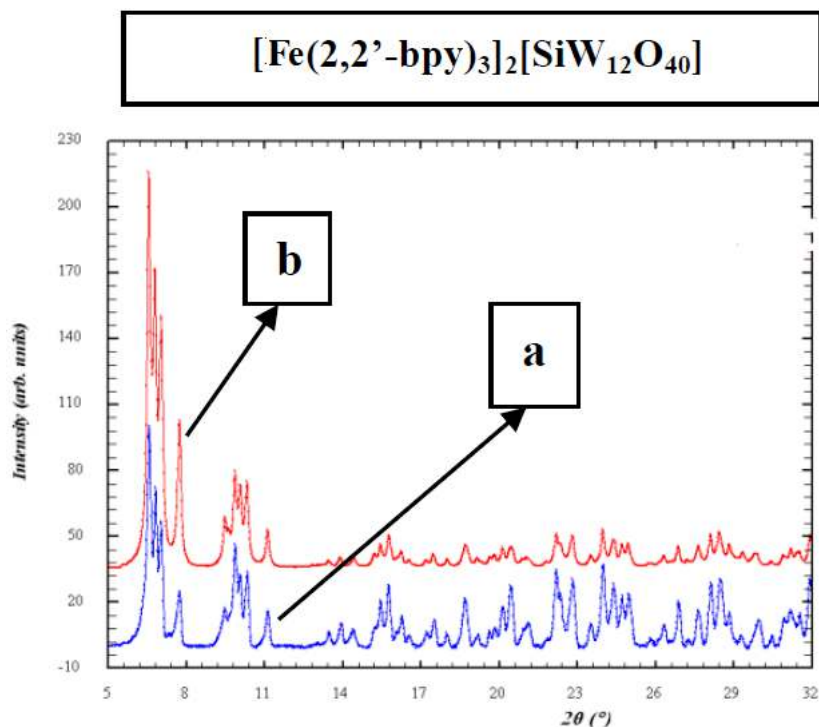 [Fe(2,2’-bpy)₃]₂[SiW₁₂O₄₀]
230
200
170
140
110
80
50
20
-10
Intensity (arb. units)
b
a
5 8 11 14 17 20 23 26 29 32
2θ (°)